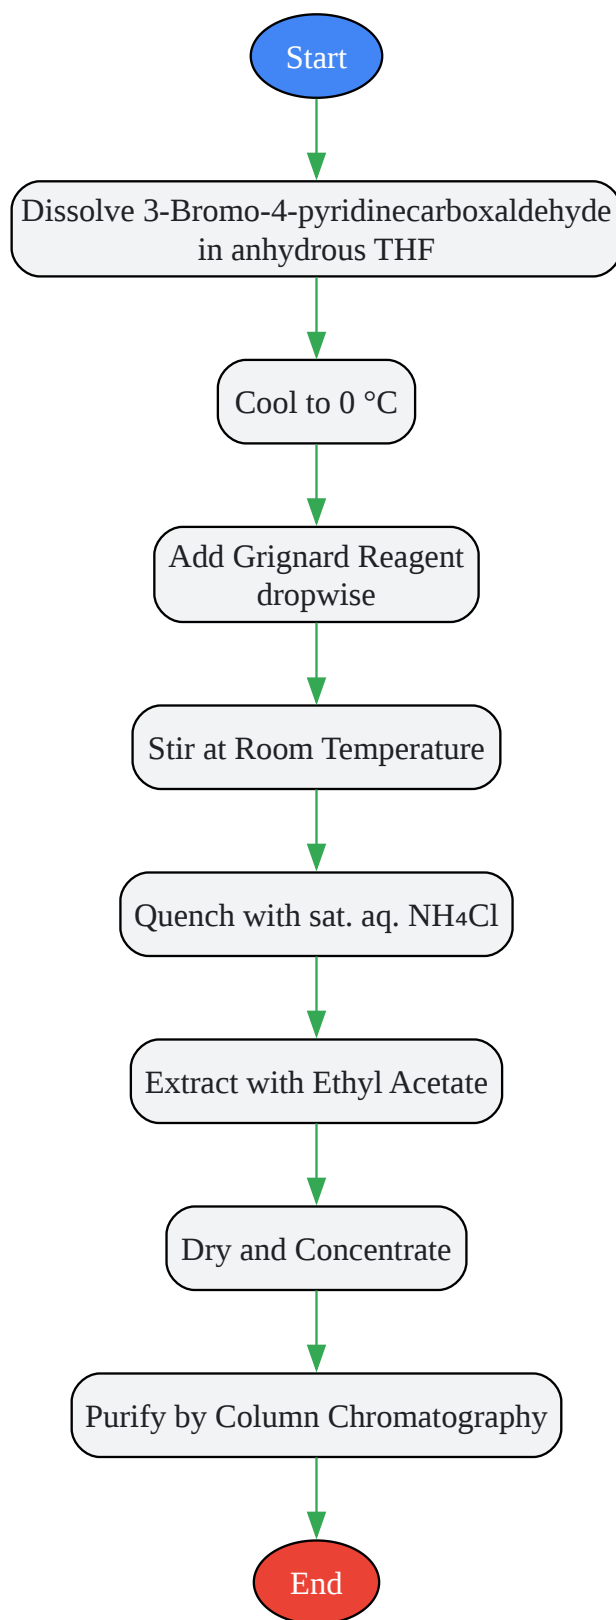 Start
Dissolve 3-Bromo-4-pyridinecarboxaldehyde
in anhydrous THF
Cool to 0 °C
Add Grignard Reagent
dropwise
Stir at Room Temperature
Quench with sat. aq. NH₄Cl
Extract with Ethyl Acetate
Dry and Concentrate
Purify by Column Chromatography
End